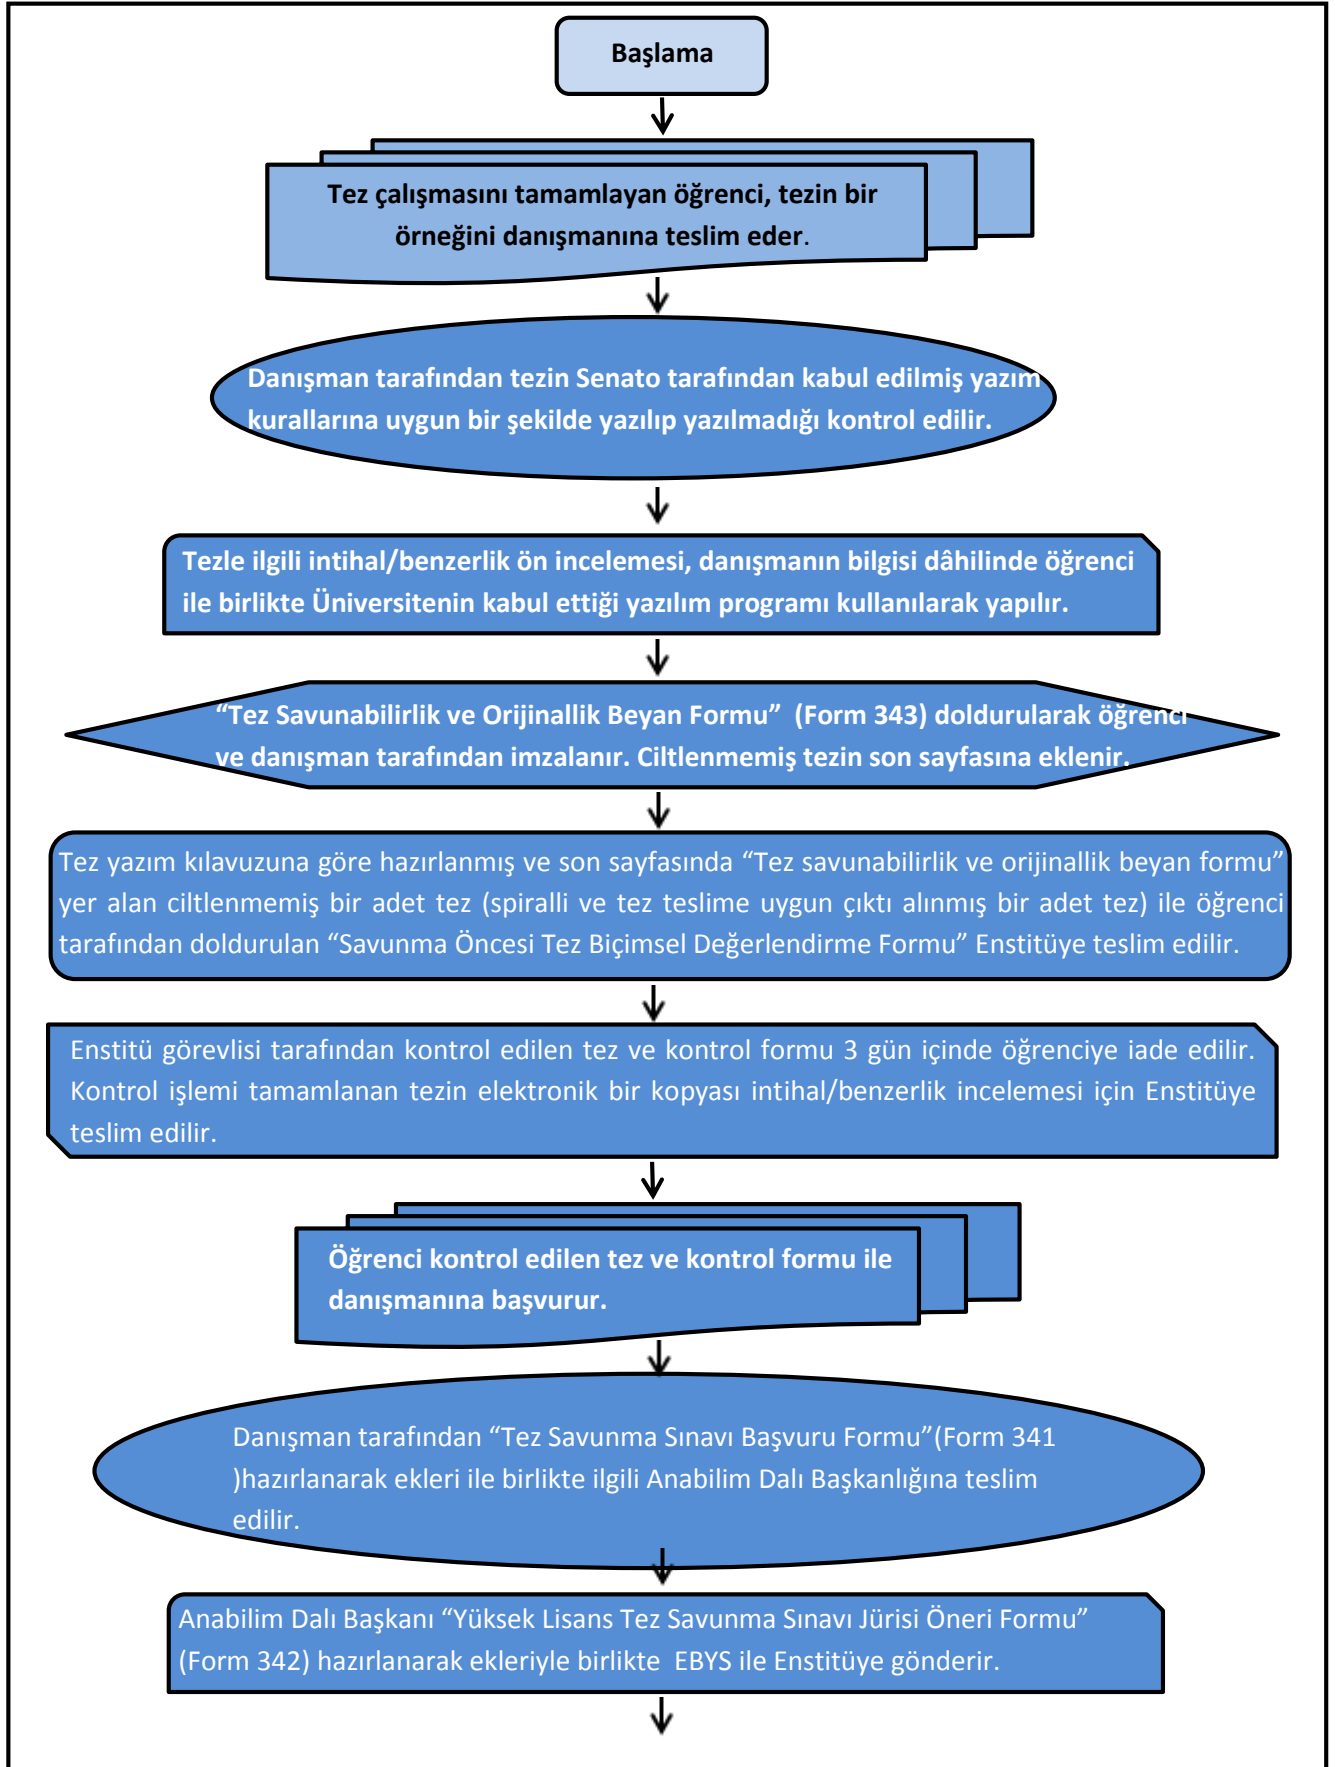 Başlama
Tez çalışmasını tamamlayan öğrenci, tezin bir
örneğini danışmanına teslim eder.
Danışman tarafından tezin Senato tarafından kabul edilmiş yazım
kurallarına uygun bir şekilde yazılıp yazılmadığı kontrol edilir.
Tezle ilgili intihal/benzerlik ön incelemesi, danışmanın bilgisi dâhilinde öğrenci
ile birlikte Üniversitenin kabul ettiği yazılım programı kullanılarak yapılır.
“Tez Savunabilirlik ve Orijinallik Beyan Formu” (Form 343) doldurularak öğrenci
ve danışman tarafından imzalanır. Ciltlenmemiş tezin son sayfasına eklenir.
Tez yazım kılavuzuna göre hazırlanmış ve son sayfasında “Tez savunabilirlik ve orijinallik beyan formu”
yer alan ciltlenmemiş bir adet tez (spiralli ve tez teslime uygun çıktı alınmış bir adet tez) ile öğrenci
tarafından doldurulan “Savunma Öncesi Tez Biçimsel Değerlendirme Formu” Enstitüye teslim edilir.
Enstitü görevlisi tarafından kontrol edilen tez ve kontrol formu 3 gün içinde öğrenciye iade edilir.
Kontrol işlemi tamamlanan tezin elektronik bir kopyası intihal/benzerlik incelemesi için Enstitüye
teslim edilir.
Öğrenci kontrol edilen tez ve kontrol formu ile
danışmanına başvurur.
Danışman tarafından “Tez Savunma Sınavı Başvuru Formu”(Form 341
)hazırlanarak ekleri ile birlikte ilgili Anabilim Dalı Başkanlığına teslim
edilir.
Anabilim Dalı Başkanı “Yüksek Lisans Tez Savunma Sınavı Jürisi Öneri Formu”
(Form 342) hazırlanarak ekleriyle birlikte EBYS ile Enstitüye gönderir.